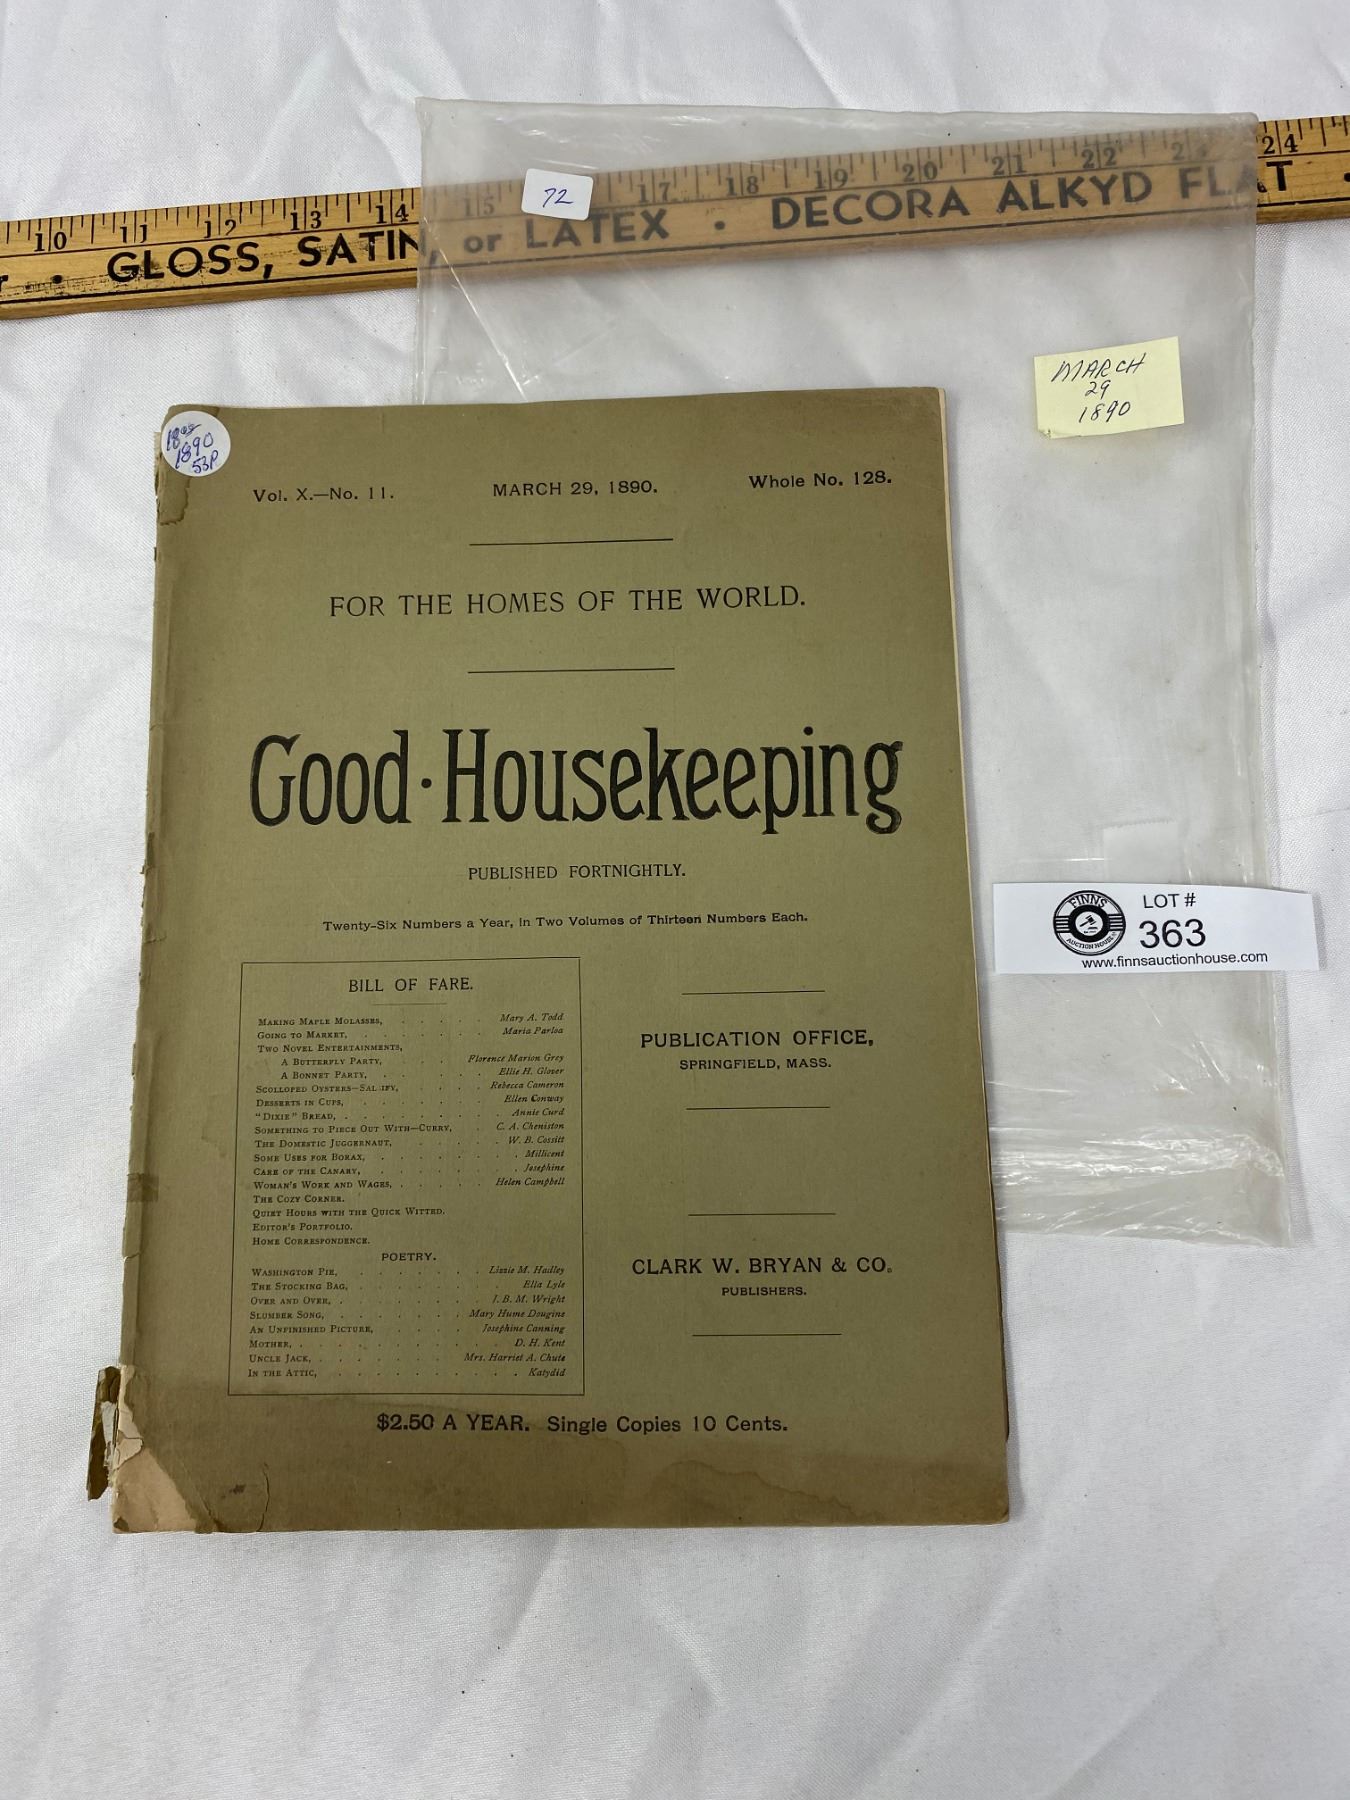 10 11 12 13 14 15 17 18 19 20 21 22 24
GLOSS, SATIN, or LATEX · DECORA ALKYD FLAT ·
72
MARCH
29
1890
1890
53P
Vol. X.—No. 11. MARCH 29, 1890. Whole No. 128.
FOR THE HOMES OF THE WORLD.
Good · Housekeeping
PUBLISHED FORTNIGHTLY.
Twenty-Six Numbers a Year, in Two Volumes of Thirteen Numbers Each.
FINNS
AUCTION HOUSE
LOT #
363
www.finnsauctionhouse.com
BILL OF FARE.
MAKING MAPLE MOLASSES, . . . . . Mary A. Todd
GOING TO MARKET, . . . . . . . Maria Parloa
TWO NOVEL ENTERTAINMENTS,
A BUTTERFLY PARTY, . . Florence Marion Grey
A BONNET PARTY, . . . . . . Ellie H. Glover
SCOLLOPED OYSTERS—SALSIFY, . . . . Rebecca Cameron
DESSERTS IN CUPS, . . . . . . . Ellen Conway
"DIXIE" BREAD, . . . . . . . . Annie Curd
SOMETHING TO PIECE OUT WITH—CURRY, . C. A. Cheniston
THE DOMESTIC JUGGERNAUT, . . . . . W. B. Cossitt
SOME USES FOR BORAX, . . . . . . . Millicent
CARE OF THE CANARY, . . . . . . . Josephine
WOMAN'S WORK AND WAGES, . . . . . Helen Campbell
THE COZY CORNER.
QUIET HOURS WITH THE QUICK WITTED.
EDITOR'S PORTFOLIO.
HOME CORRESPONDENCE.
POETRY.
WASHINGTON PIE, . . . . . . . Lizzie M. Hadley
THE STOCKING BAG, . . . . . . . Ella Lyle
OVER AND OVER, . . . . . . . . J. B. M. Wright
SLUMBER SONG, . . . . . . . Mary Hume Dougine
AN UNFINISHED PICTURE, . . . . Josephine Canning
MOTHER, . . . . . . . . . . D. H. Kent
UNCLE JACK, . . . . . . . Mrs. Harriet A. Chute
IN THE ATTIC, . . . . . . . . . . Katydid
PUBLICATION OFFICE,
SPRINGFIELD, MASS.
CLARK W. BRYAN & CO.
PUBLISHERS.
$2.50 A YEAR. Single Copies 10 Cents.